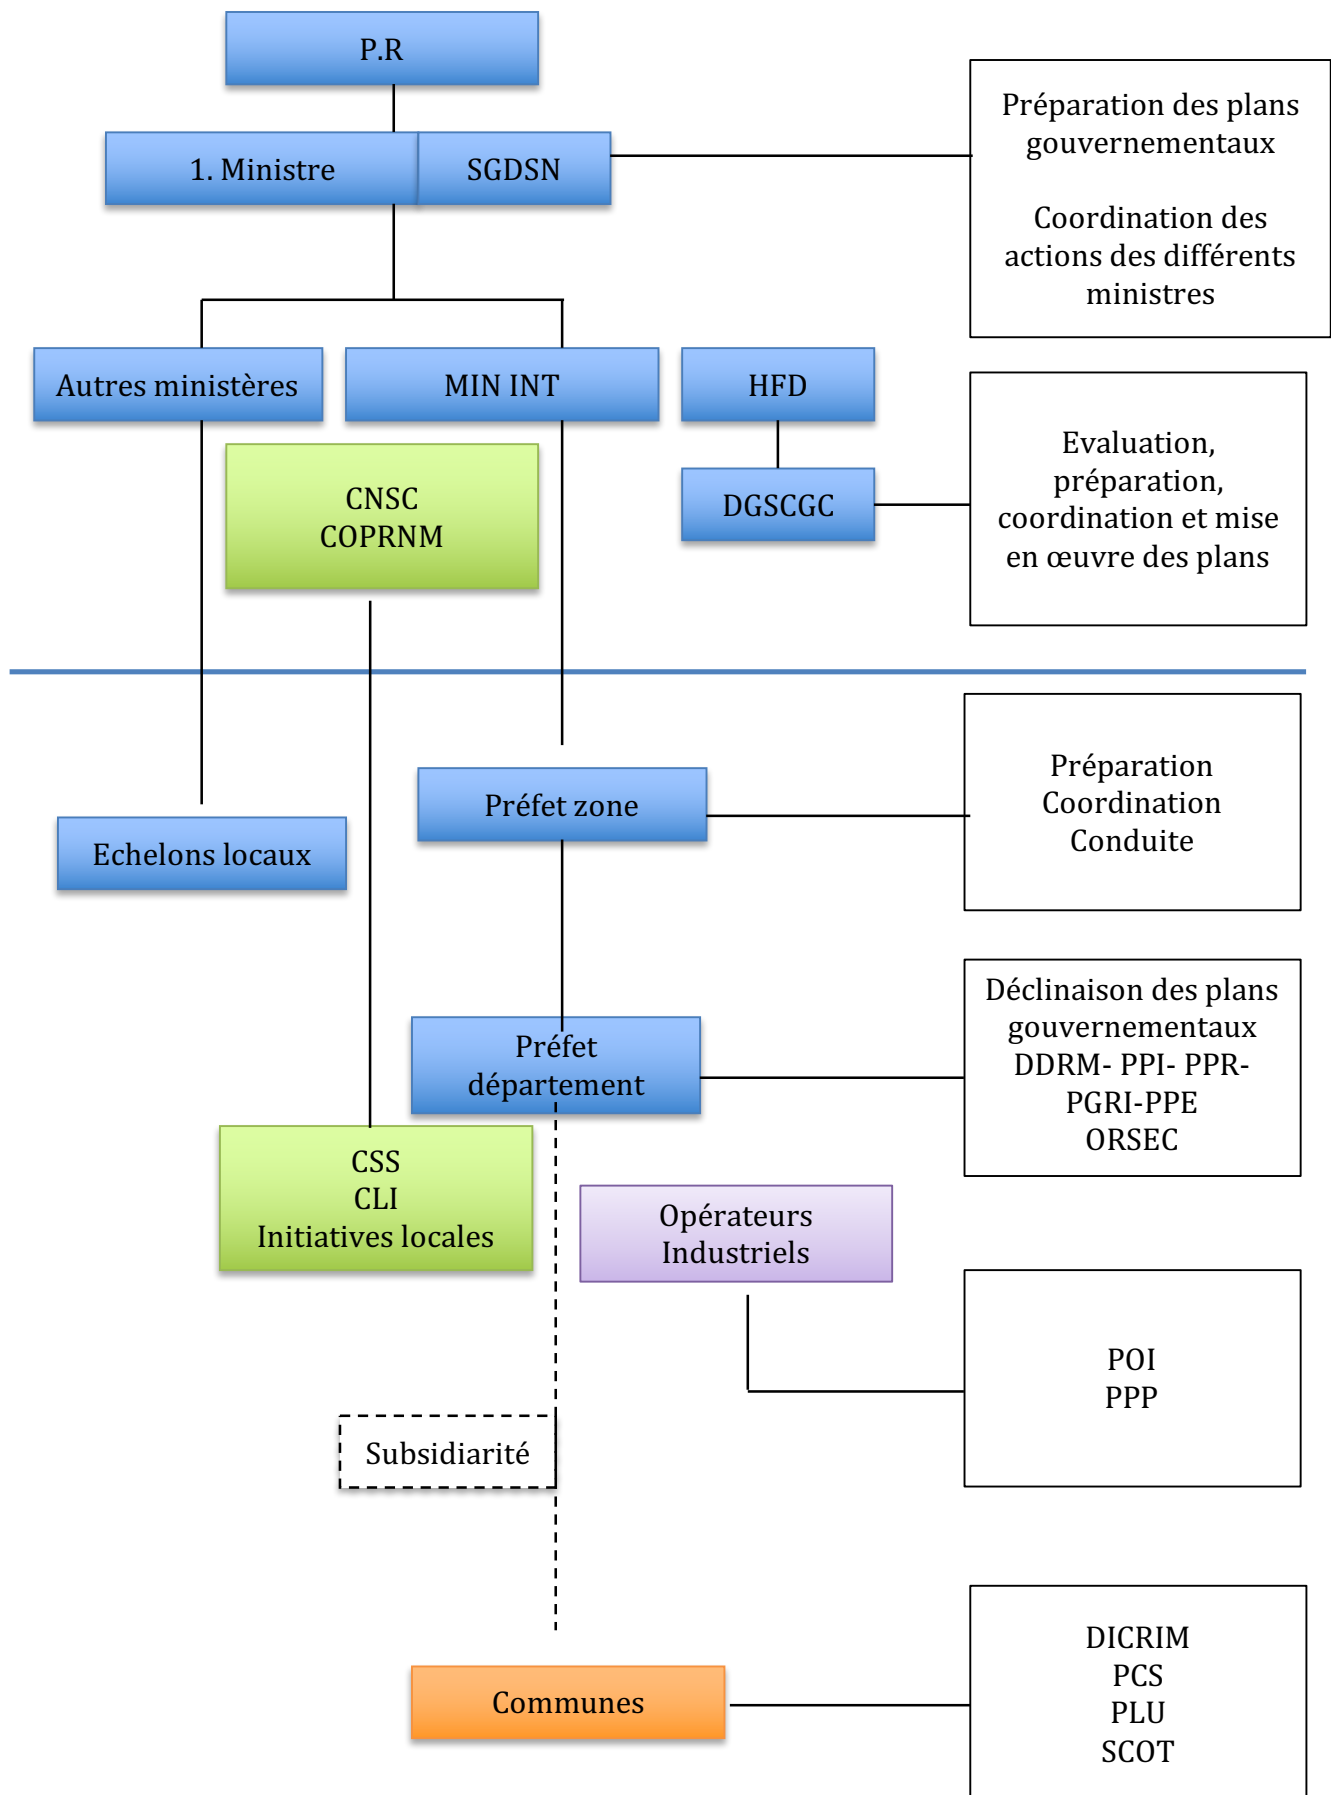 P.R
1. Ministre
SGDSN
Préparation des plans
gouvernementaux
Coordination des
actions des différents
ministres
Autres ministères
MIN INT
HFD
CNSC
COPRNM
DGSCGC
Evaluation,
préparation,
coordination et mise
en œuvre des plans
Préfet zone
Préparation
Coordination
Conduite
Echelons locaux
Préfet
département
Déclinaison des plans
gouvernementaux
DDRM- PPI- PPR-
PGRI-PPE
ORSEC
CSS
CLI
Initiatives locales
Opérateurs
Industriels
POI
PPP
Subsidiarité
Communes
DICRIM
PCS
PLU
SCOT